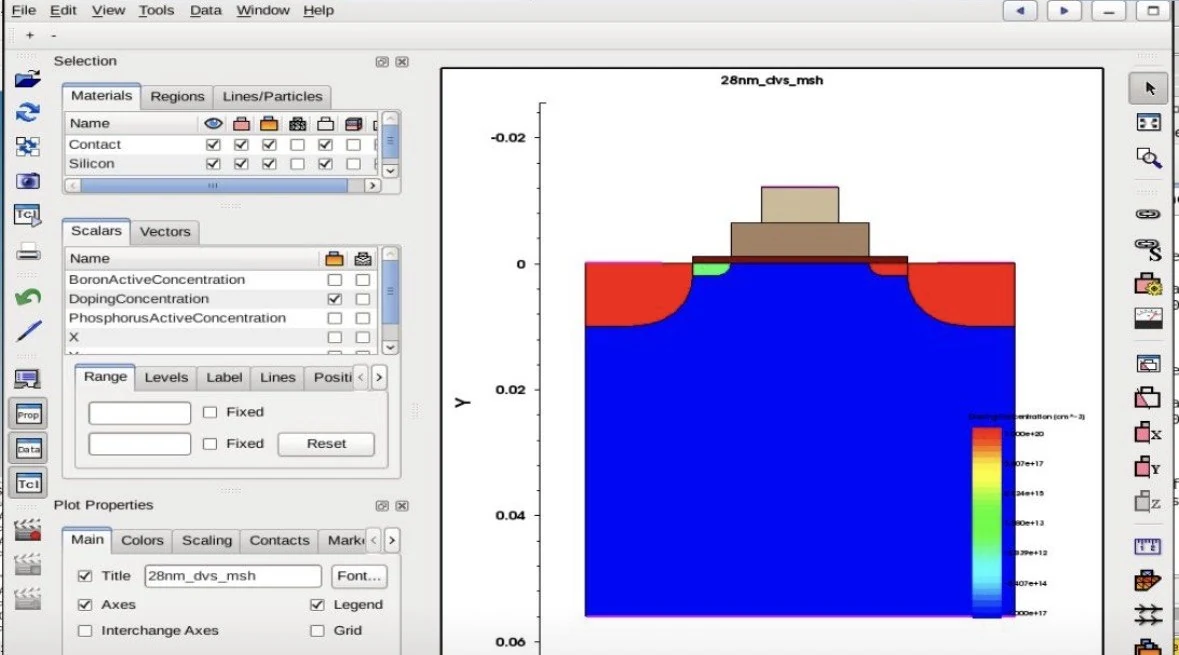 File Edit View Tools Data Window Help
+ -
Selection
Materials Regions Lines/Particles
Name
Contact
Silicon
Scalars Vectors
Name
BoronActiveConcentration
DopingConcentration
PhosphorusActiveConcentration
X
Range Levels Label Lines Positi
Fixed
Fixed Reset
Plot Properties
Main Colors Scaling Contacts Mark
Title 28nm_dvs_msh Font...
Axes Legend
Interchange Axes Grid
Tcl
Prop
Data
Tcl
28nm_dvs_msh
-0.02
0
0.02
0.04
0.06
Y
S
X
Y
Z